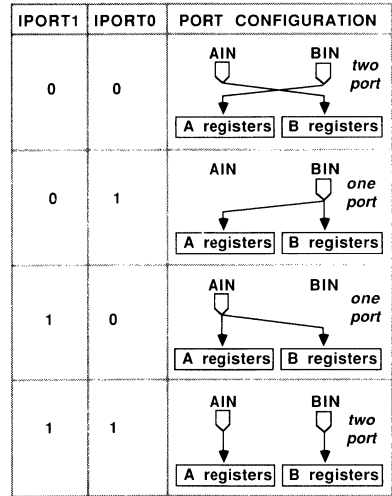 IPORT1 IPORT0 PORT CONFIGURATION
AIN BIN
two
0 0 port
A registers B registers
AIN BIN
one
0 1 port
A registers B registers
AIN BIN
one
1 0 port
A registers B registers
AIN BIN
two
1 1 port
A registers B registers